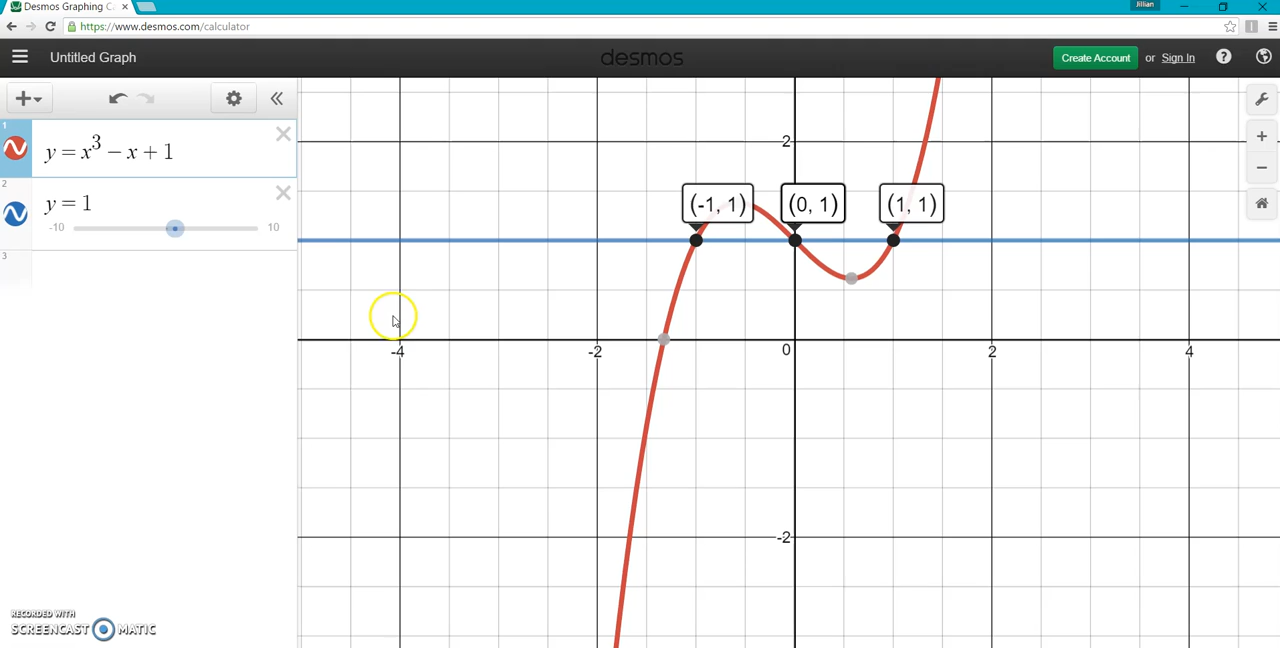 Desmos Graphing C
Jillian
https://www.desmos.com/calculator
Untitled Graph
desmos
Create Account or Sign In
1
y = x³ − x + 1
2
y = 1
-10
10
3
(-1, 1)
(0, 1)
(1, 1)
2
-4
-2
0
2
4
-2
RECORDED WITH
SCREENCAST MATIC